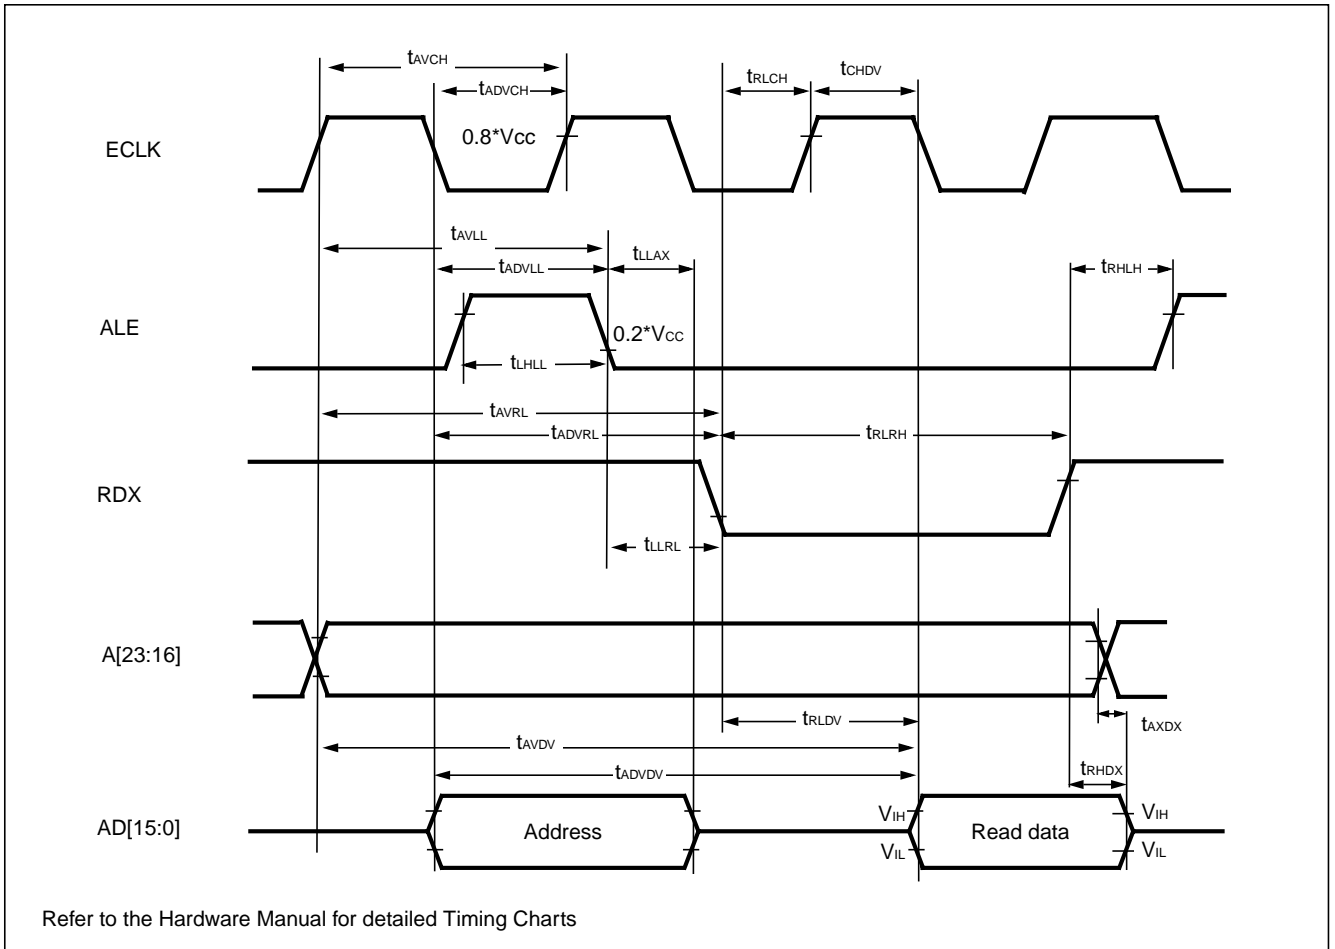 tAVCH
tRLCH
tCHDV
tADVCH
0.8*Vcc
ECLK
tAVLL
tLLAX
tADVLL
tRHLH
ALE
0.2*VCC
tLHLL
tAVRL
tADVRL
tRLRH
RDX
tLLRL
A[23:16]
tRLDV
tAXDX
tAVDV
tADVDV
tRHDX
VIH
VIH
AD[15:0]
Address
Read data
VIL
VIL
Refer to the Hardware Manual for detailed Timing Charts